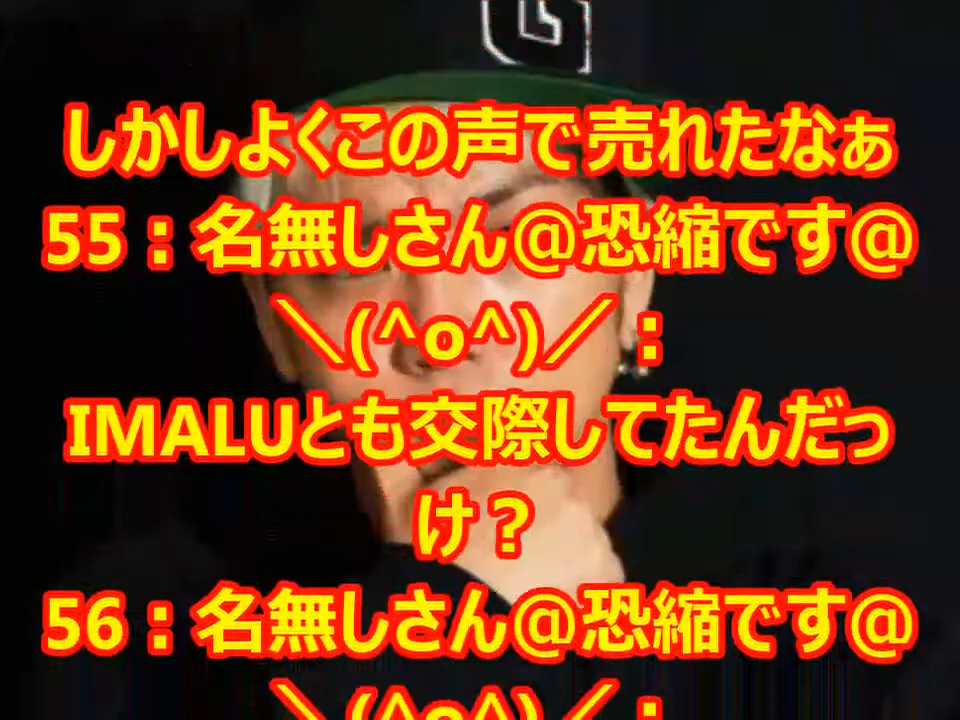 しかしよくこの声で売れたなぁ
55：名無しさん@恐縮です@
＼(^o^)／：
IMALUとも交際してたんだっ
け？
56：名無しさん@恐縮です@
＼(^o^)／：